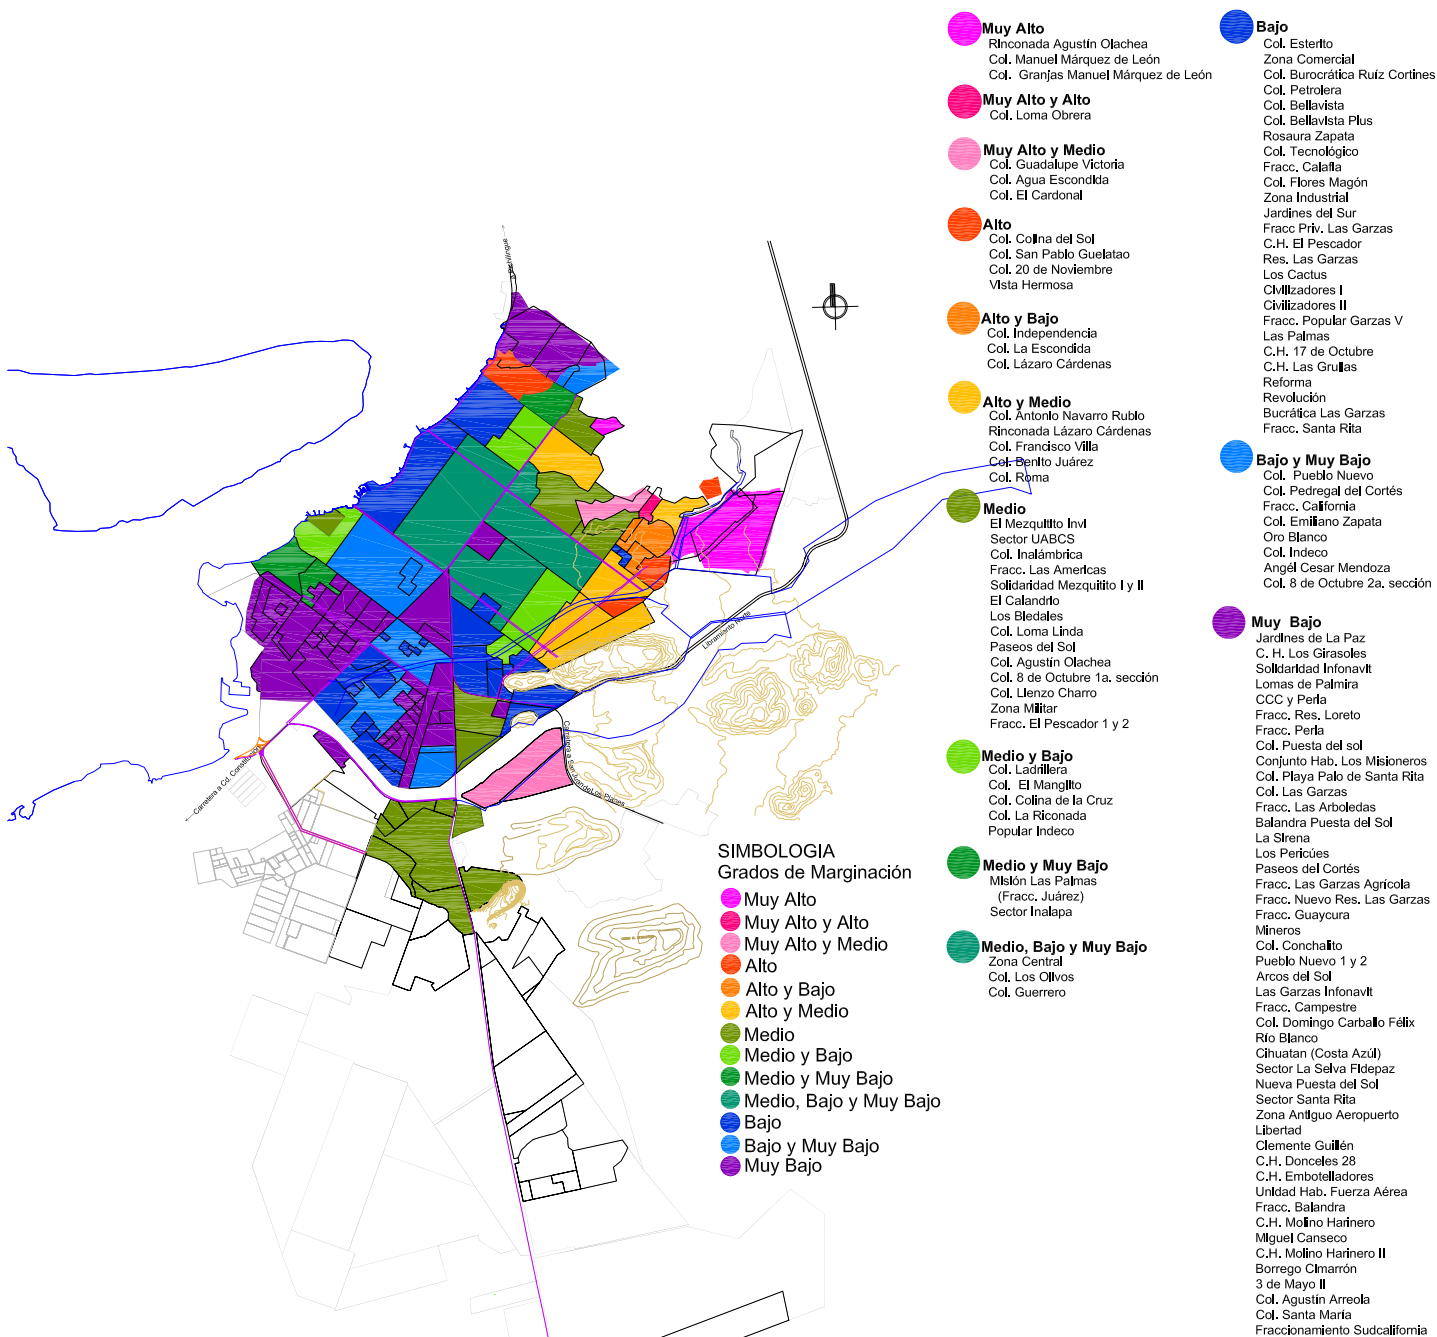 Muy Alto
Rinconada Agustín Olachea
Col. Manuel Márquez de León
Col. Granjas Manuel Márquez de León
Muy Alto y Alto
Col. Loma Obrera
Muy Alto y Medio
Col. Guadalupe Victoria
Col. Agua Escondida
Col. El Cardonal
Alto
Col. Colina del Sol
Col. San Pablo Guelatao
Col. 20 de Noviembre
Vista Hermosa
Alto y Bajo
Col. Independencia
Col. La Escondida
Col. Lázaro Cárdenas
Alto y Medio
Col. Antonio Navarro Rubio
Rinconada Lázaro Cárdenas
Col. Francisco Villa
Col. Benito Juárez
Col. Roma
Medio
El Mezquitito Invi
Sector UABCS
Col. Inalámbrica
Fracc. Las Americas
Solidaridad Mezquitito I y II
El Calandrio
Los Bledales
Col. Loma Linda
Paseos del Sol
Col. Agustín Olachea
Col. 8 de Octubre 1a. sección
Col. Llenzo Charro
Zona Militar
Fracc. El Pescador 1 y 2
Medio y Bajo
Col. Ladrillera
Col. El Manglito
Col. Colina de la Cruz
Col. La Riconada
Popular Indeco
Medio y Muy Bajo
Misión Las Palmas
(Fracc. Juárez)
Sector Inalapa
Medio, Bajo y Muy Bajo
Zona Central
Col. Los Olivos
Col. Guerrero
Bajo
Col. Esterito
Zona Comercial
Col. Burocrática Ruíz Cortines
Col. Petrolera
Col. Bellavista
Col. Bellavista Plus
Rosaura Zapata
Col. Tecnológico
Fracc. Calafia
Col. Flores Magón
Zona Industrial
Jardines del Sur
Fracc Priv. Las Garzas
C.H. El Pescador
Res. Las Garzas
Los Cactus
Civilizadores I
Civilizadores II
Fracc. Popular Garzas V
Las Palmas
C.H. 17 de Octubre
C.H. Las Grullas
Reforma
Revolución
Bucrática Las Garzas
Fracc. Santa Rita
Bajo y Muy Bajo
Col. Pueblo Nuevo
Col. Pedregal del Cortés
Fracc. California
Col. Emiliano Zapata
Oro Blanco
Col. Indeco
Angél Cesar Mendoza
Col. 8 de Octubre 2a. sección
Muy Bajo
Jardines de La Paz
C. H. Los Girasoles
Solidaridad Infonavit
Lomas de Palmira
CCC y Perla
Fracc. Res. Loreto
Fracc. Perla
Col. Puesta del sol
Conjunto Hab. Los Misioneros
Col. Playa Palo de Santa Rita
Col. Las Garzas
Fracc. Las Arboledas
Balandra Puesta del Sol
La Sirena
Los Pericúes
Paseos del Cortés
Fracc. Las Garzas Agrícola
Fracc. Nuevo Res. Las Garzas
Fracc. Guaycura
Mineros
Col. Conchalito
Pueblo Nuevo 1 y 2
Arcos del Sol
Las Garzas Infonavit
Fracc. Campestre
Col. Domingo Carballo Félix
Río Blanco
Cihuatan (Costa Azúl)
Sector La Selva Fidepaz
Nueva Puesta del Sol
Sector Santa Rita
Zona Antiguo Aeropuerto
Libertad
Clemente Guillén
C.H. Donceles 28
C.H. Embotelladores
Unidad Hab. Fuerza Aérea
Fracc. Balandra
C.H. Molino Harinero
Miguel Canseco
C.H. Molino Harinero II
Borrego Cimarrón
3 de Mayo II
Col. Agustín Arreola
Col. Santa María
Fraccionamiento Sudcalifornia
Libramiento Norte
Carretera a San Juan de Los Planes
Carretera a Cd. Constitución
SIMBOLOGIA
Grados de Marginación
Muy Alto
Muy Alto y Alto
Muy Alto y Medio
Alto
Alto y Bajo
Alto y Medio
Medio
Medio y Bajo
Medio y Muy Bajo
Medio, Bajo y Muy Bajo
Bajo
Bajo y Muy Bajo
Muy Bajo